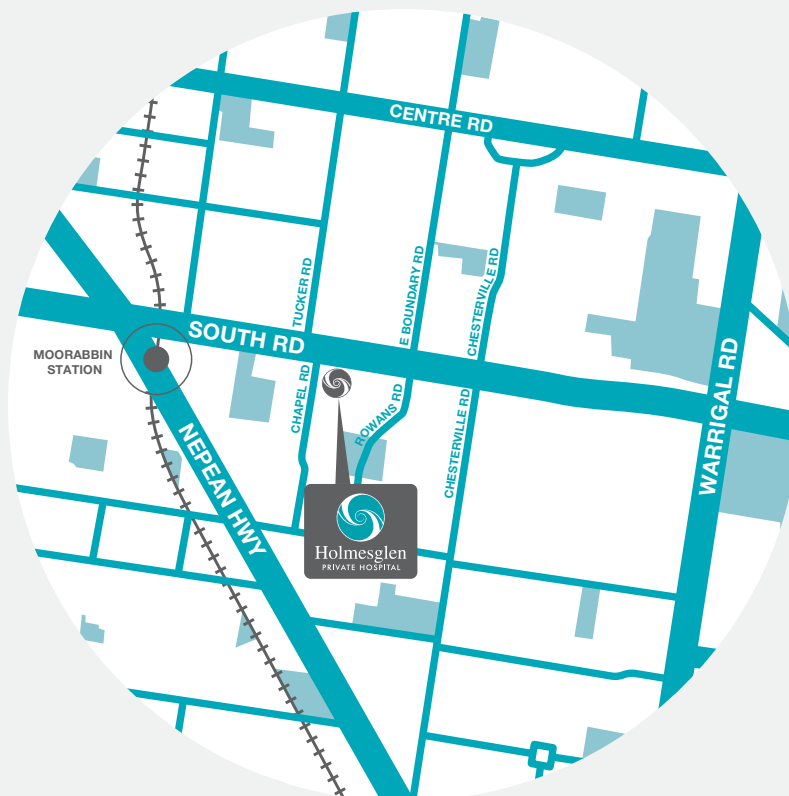 CENTRE RD
TUCKER RD
E BOUNDARY RD
CHESTERVILLE RD
SOUTH RD
MOORABBIN
STATION
WARRIGAL RD
CHAPEL RD
ROWANS RD
CHESTERVILLE RD
NEPEAN HWY
Holmesglen
PRIVATE HOSPITAL